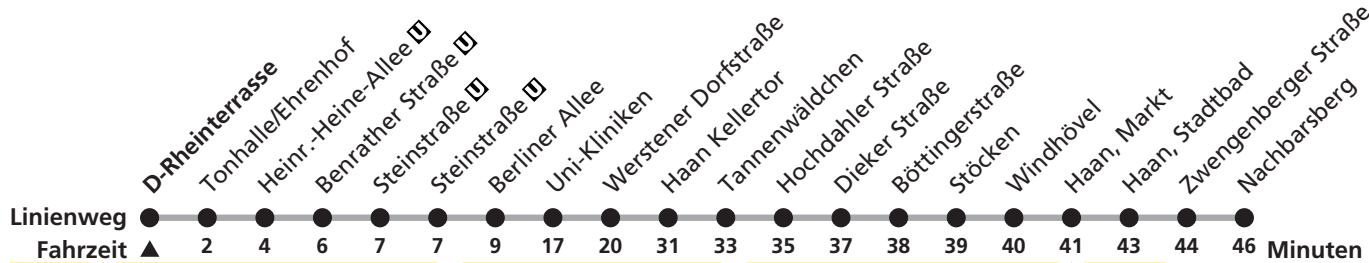 D-Rheinterrasse
Tonhalle/Ehrenhof
Heinr.-Heine-Allee U
Benrather Straße U
Steinstraße U
Steinstraße U
Berliner Allee
Uni-Kliniken
Werstener Dorfstraße
Haan Kellertor
Tannenwäldchen
Hochdahler Straße
Dieker Straße
Böttingerstraße
Stöcken
Windhövel
Haan, Markt
Haan, Stadtbad
Zwengenberger Straße
Nachbarsberg
Linienweg
Fahrzeit 2 4 6 7 7 9 17 20 31 33 35 37 38 39 40 41 43 44 46 Minuten